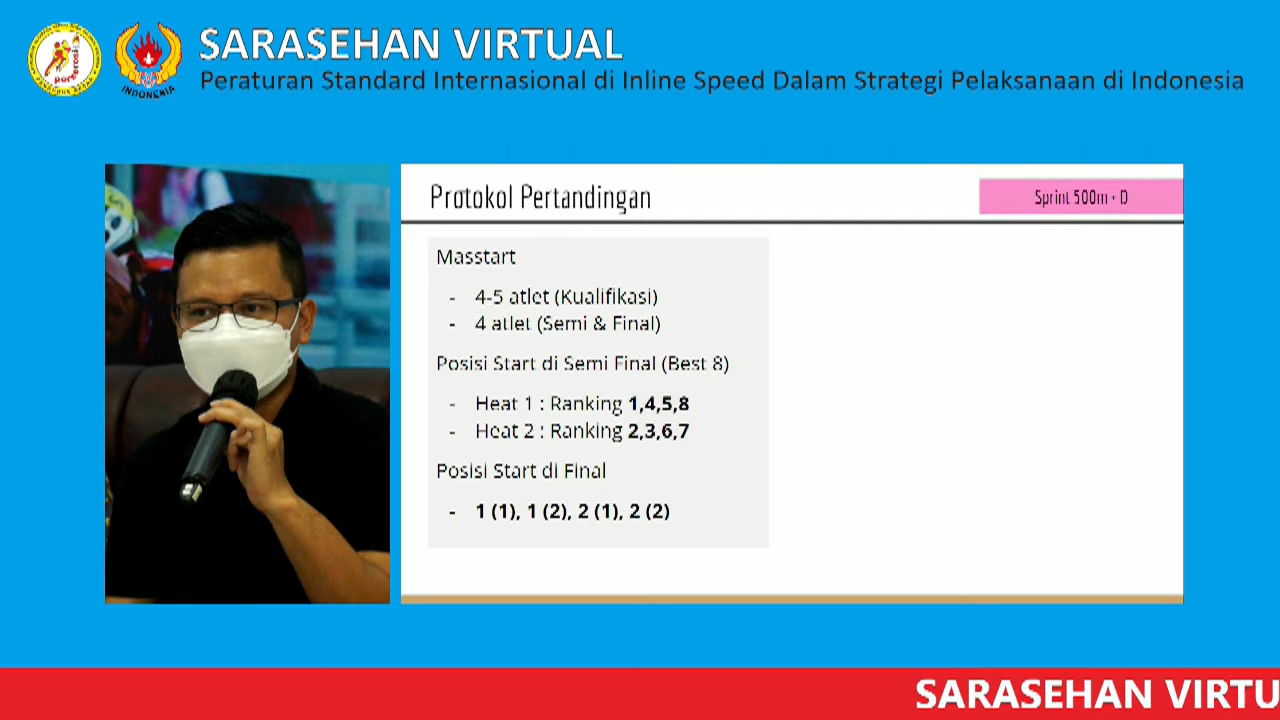 SARASEHAN VIRTUAL
Peraturan Standard Internasional di Inline Speed Dalam Strategi Pelaksanaan di Indonesia
porserosi
INDONESIA
Protokol Pertandingan
Sprint 500m + D
Masstart
- 4-5 atlet (Kualifikasi)
- 4 atlet (Semi & Final)
Posisi Start di Semi Final (Best 8)
- Heat 1 : Ranking 1,4,5,8
- Heat 2 : Ranking 2,3,6,7
Posisi Start di Final
- 1 (1), 1 (2), 2 (1), 2 (2)
SARASEHAN VIRTU